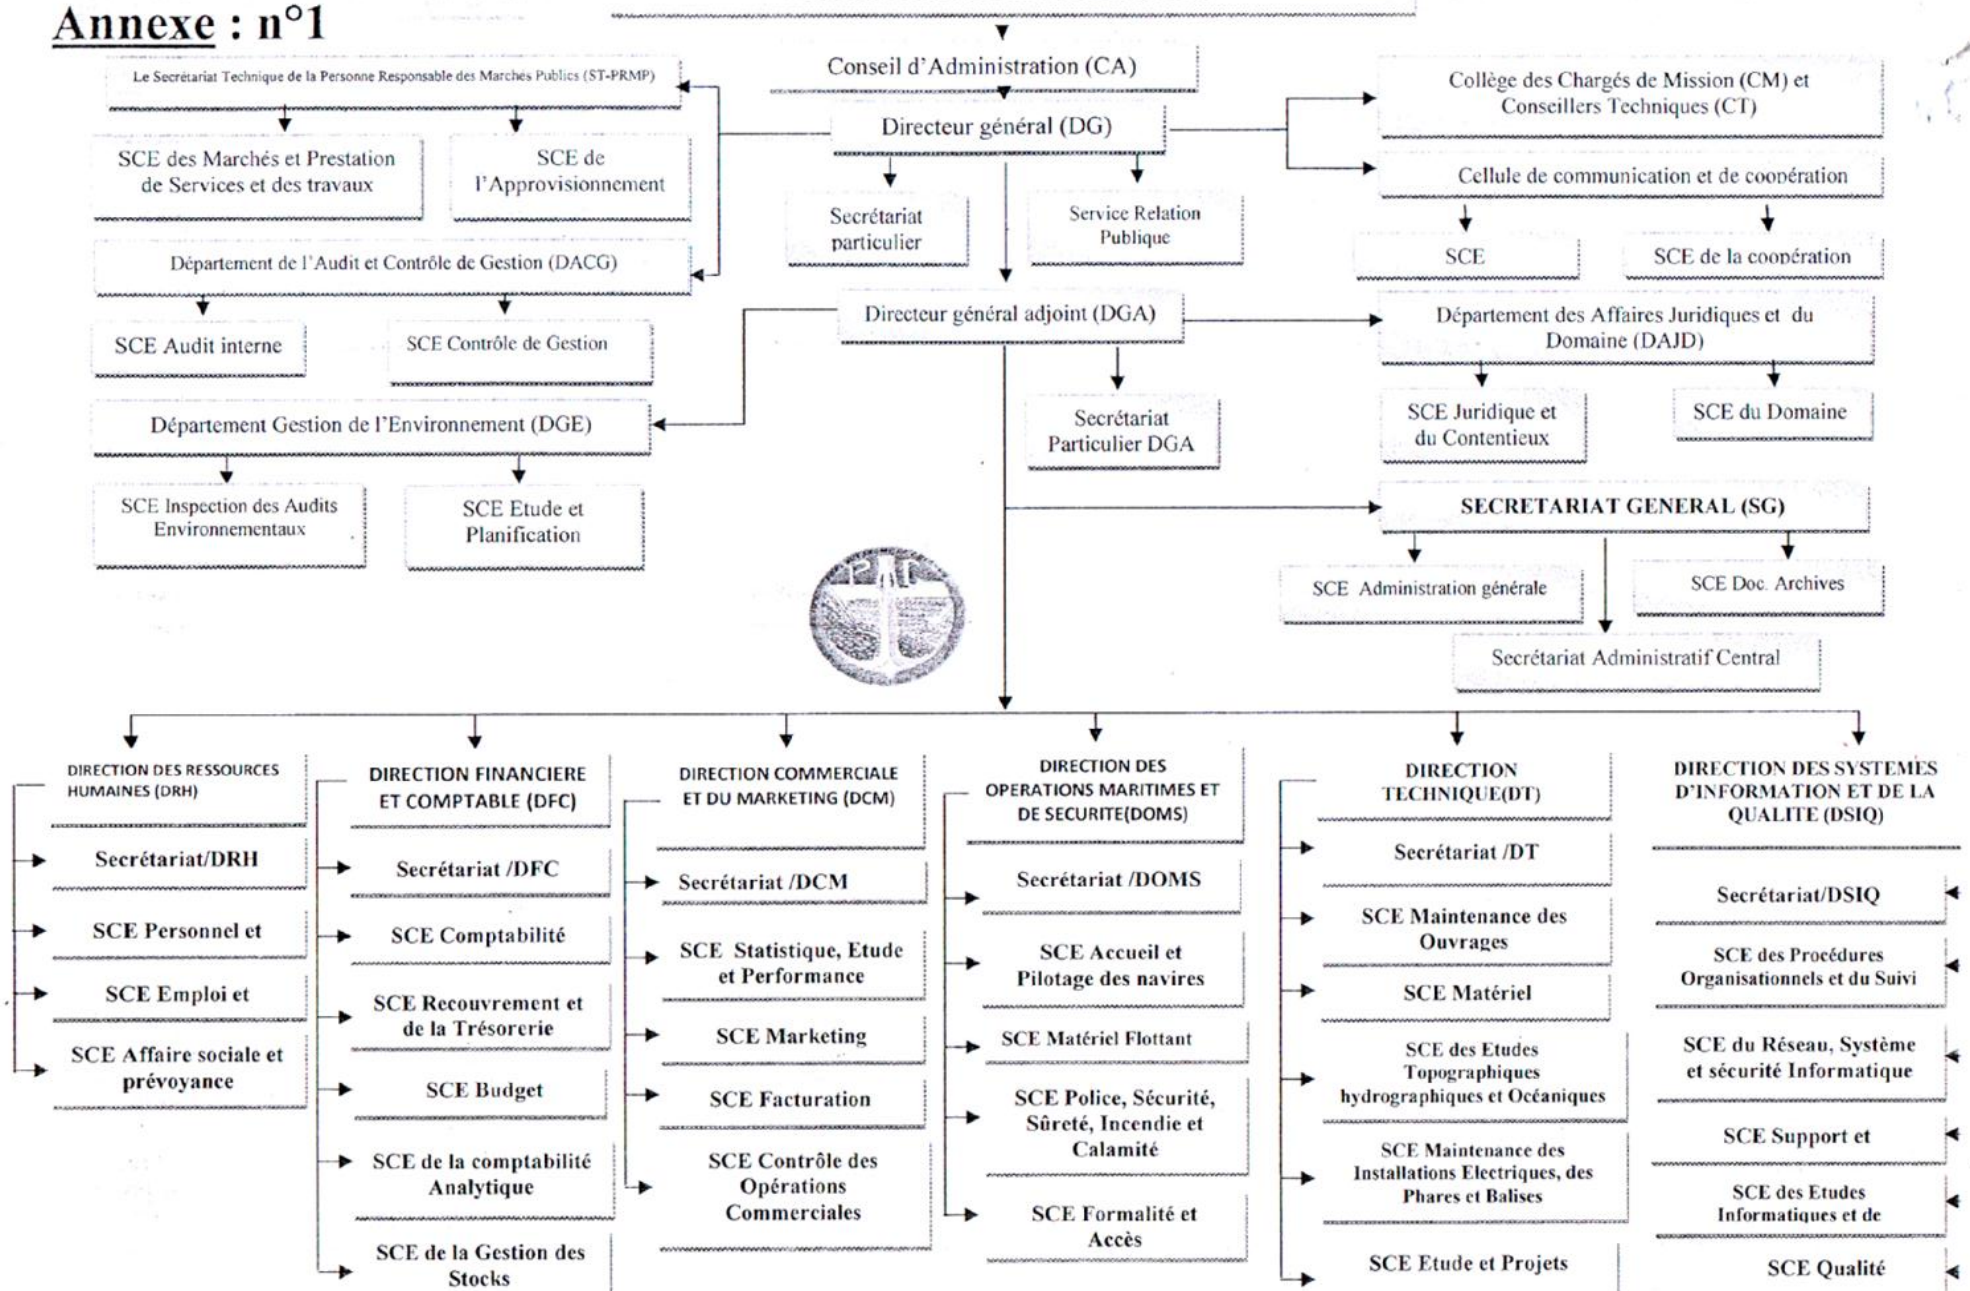 Annexe : n°1
Conseil d'Administration (CA)
Le Secrétariat Technique de la Personne Responsable des Marchés Publics (ST-PRMP)
Collège des Chargés de Mission (CM) et
Conseillers Techniques (CT)
Directeur général (DG)
SCE des Marchés et Prestation
de Services et des travaux
SCE de
l'Approvisionnement
Cellule de communication et de coopération
Secrétariat
particulier
Service Relation
Publique
SCE
SCE de la coopération
Département de l'Audit et Contrôle de Gestion (DACG)
SCE Audit interne
SCE Contrôle de Gestion
Directeur général adjoint (DGA)
Département des Affaires Juridiques et du
Domaine (DAJD)
Département Gestion de l'Environnement (DGE)
Secrétariat
Particulier DGA
SCE Juridique et
du Contentieux
SCE du Domaine
SCE Inspection des Audits
Environnementaux
SCE Etude et
Planification
SECRETARIAT GENERAL (SG)
SCE Administration générale
SCE Doc. Archives
Secrétariat Administratif Central
DIRECTION DES RESSOURCES
HUMAINES (DRH)
Secrétariat/DRH
SCE Personnel et
SCE Emploi et
SCE Affaire sociale et
prévoyance
DIRECTION FINANCIERE
ET COMPTABLE (DFC)
Secrétariat /DFC
SCE Comptabilité
SCE Recouvrement et
de la Trésorerie
SCE Budget
SCE de la comptabilité
Analytique
SCE de la Gestion des
Stocks
DIRECTION COMMERCIALE
ET DU MARKETING (DCM)
Secrétariat /DCM
SCE Statistique, Etude
et Performance
SCE Marketing
SCE Facturation
SCE Contrôle des
Opérations
Commerciales
DIRECTION DES
OPERATIONS MARITIMES ET
DE SECURITE(DOMS)
Secrétariat /DOMS
SCE Accueil et
Pilotage des navires
SCE Matériel Flottant
SCE Police, Sécurité,
Sûreté, Incendie et
Calamité
SCE Formalité et
Accès
DIRECTION
TECHNIQUE(DT)
Secrétariat /DT
SCE Maintenance des
Ouvrages
SCE Matériel
SCE des Etudes
Topographiques
hydrographiques et Océaniques
SCE Maintenance des
Installations Electriques, des
Phares et Balises
SCE Etude et Projets
DIRECTION DES SYSTEMES
D'INFORMATION ET DE LA
QUALITE (DSIQ)
Secrétariat/DSIQ
SCE des Procédures
Organisationnels et du Suivi
SCE du Réseau, Système
et sécurité Informatique
SCE Support et
SCE des Etudes
Informatiques et de
SCE Qualité